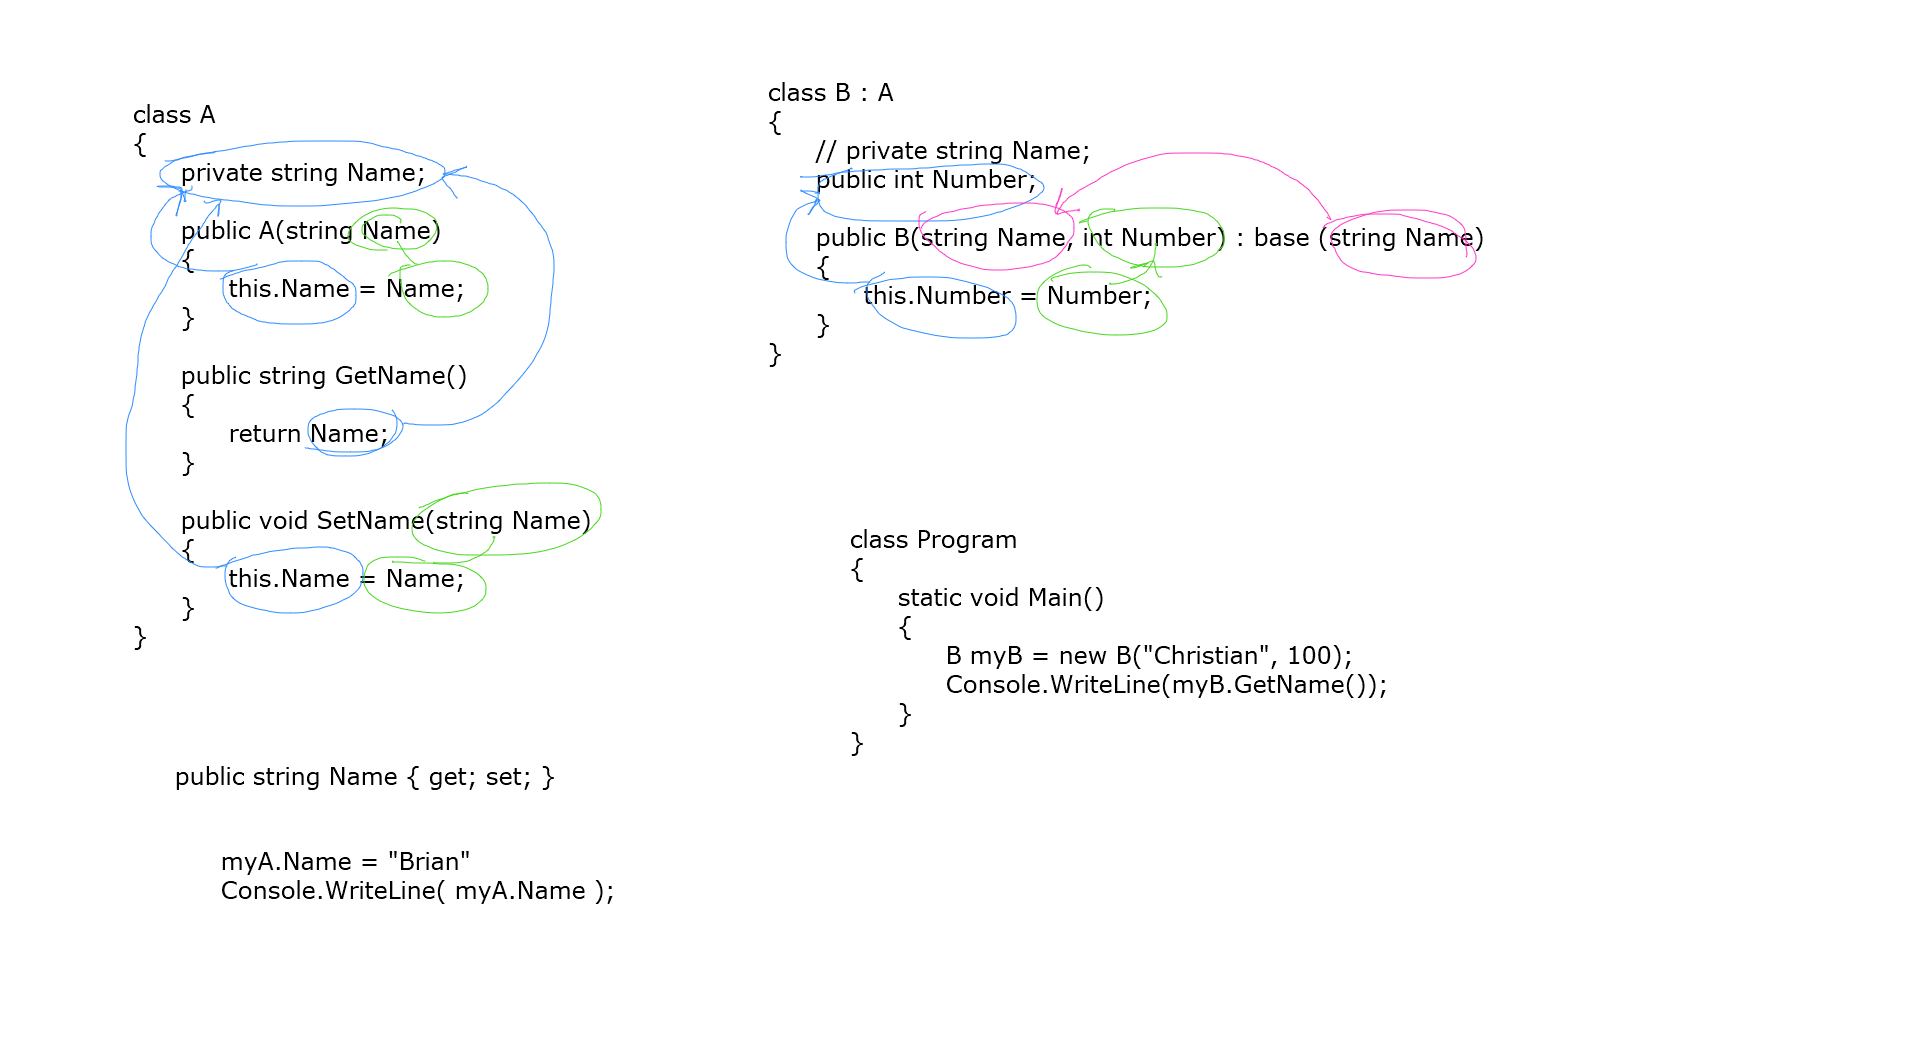 class A
{
private string Name;
public A(string Name)
{
this.Name = Name;
}
public string GetName()
{
return Name;
}
public void SetName(string Name)
{
this.Name = Name;
}
}
public string Name { get; set; }
myA.Name = "Brian"
Console.WriteLine( myA.Name );
class B : A
{
// private string Name;
public int Number;
public B(string Name, int Number) : base (string Name)
{
this.Number = Number;
}
}
class Program
{
static void Main()
{
B myB = new B("Christian", 100);
Console.WriteLine(myB.GetName());
}
}